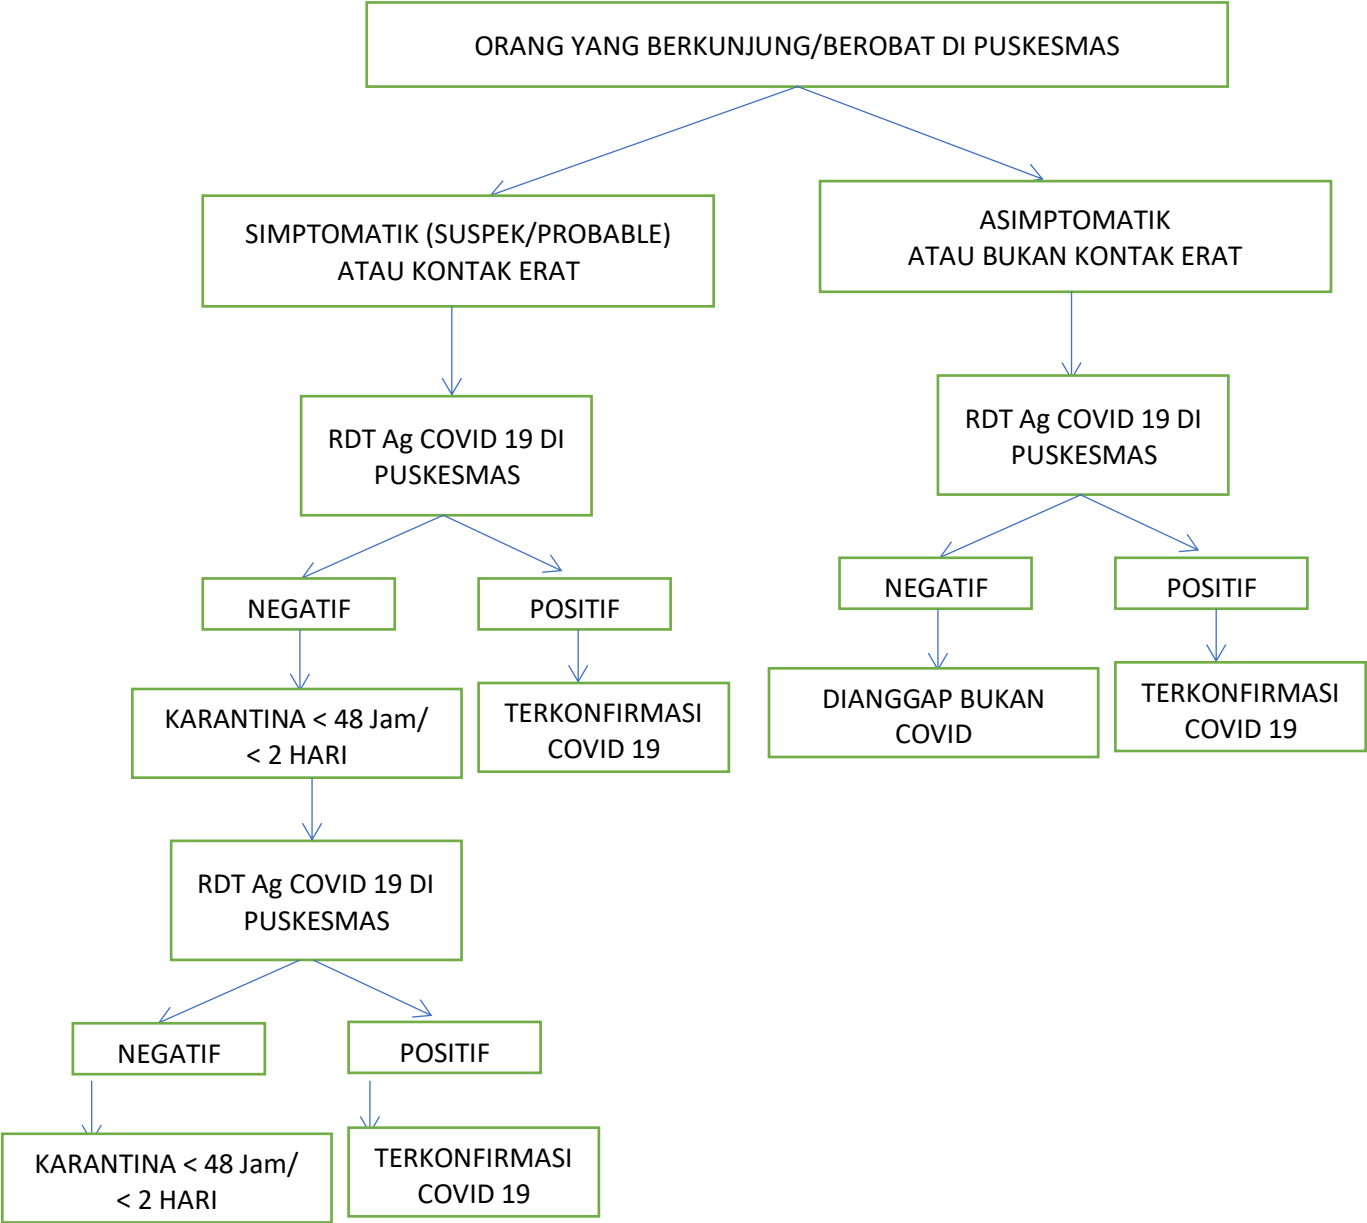 ORANG YANG BERKUNJUNG/BEROBAT DI PUSKESMAS
SIMPTOMATIK (SUSPEK/PROBABLE)
ATAU KONTAK ERAT
ASIMPTOMATIK
ATAU BUKAN KONTAK ERAT
RDT Ag COVID 19 DI
PUSKESMAS
RDT Ag COVID 19 DI
PUSKESMAS
NEGATIF
POSITIF
NEGATIF
POSITIF
KARANTINA < 48 Jam/
< 2 HARI
TERKONFIRMASI
COVID 19
DIANGGAP BUKAN
COVID
TERKONFIRMASI
COVID 19
RDT Ag COVID 19 DI
PUSKESMAS
NEGATIF
POSITIF
KARANTINA < 48 Jam/
< 2 HARI
TERKONFIRMASI
COVID 19